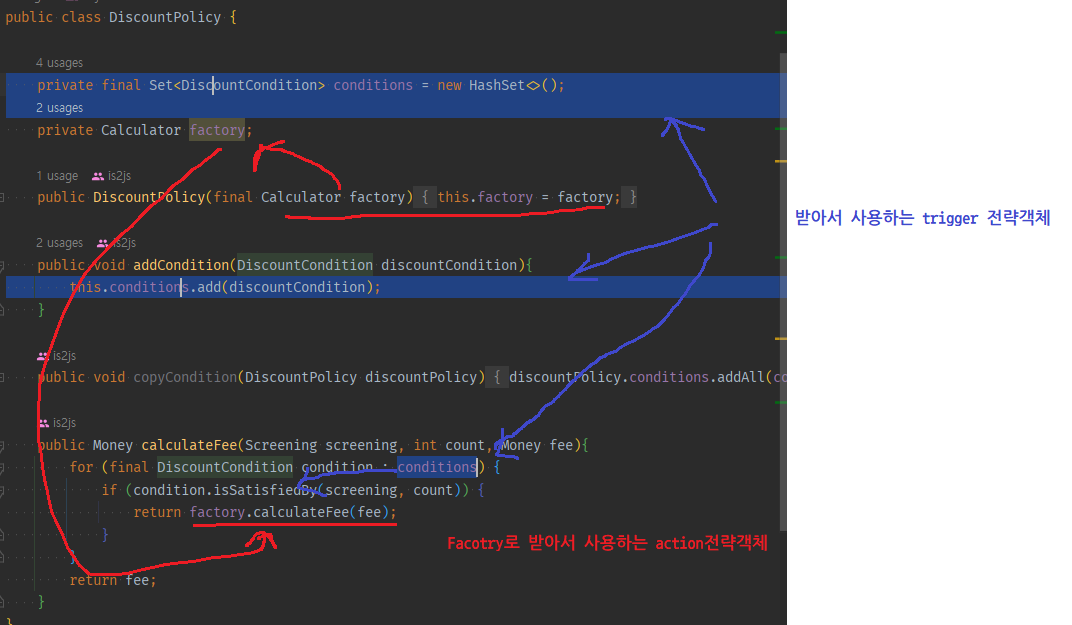 public class DiscountPolicy {
4 usages
private final Set<DiscountCondition> conditions = new HashSet<>();
2 usages
private Calculator factory;
1 usage is2js
public DiscountPolicy(final Calculator factory) { this.factory = factory; }
받아서 사용하는 trigger 전략객체
2 usages is2js
public void addCondition(DiscountCondition discountCondition){
this.conditions.add(discountCondition);
}
is2js
public void copyCondition(DiscountPolicy discountPolicy) { discountPolicy.conditions.addAll(co
is2js
public Money calculateFee(Screening screening, int count, Money fee){
for (final DiscountCondition condition : conditions) {
if (condition.isSatisfiedBy(screening, count)) {
return factory.calculateFee(fee);
}
Facotry로 받아서 사용하는 action전략객체
}
return fee;
}
}